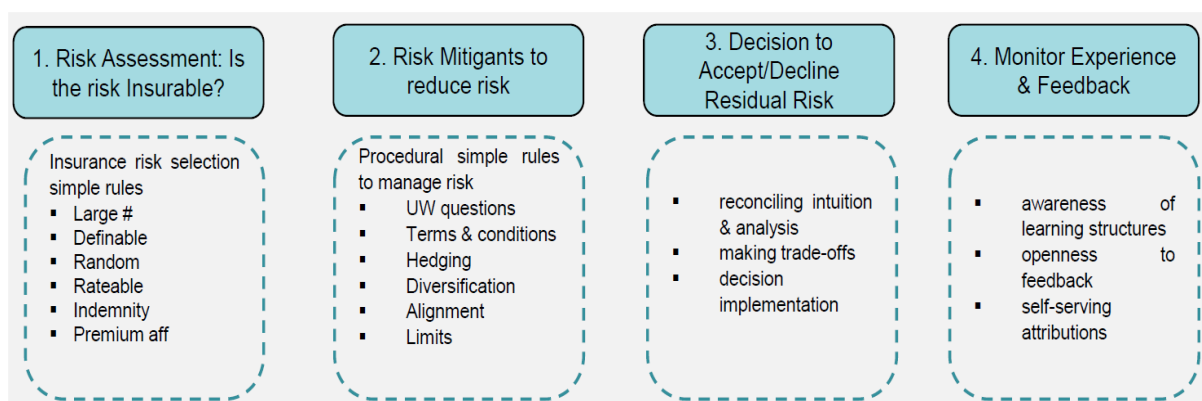 1. Risk Assessment: Is
the risk Insurable?
Insurance risk selection
simple rules
▪ Large #
▪ Definable
▪ Random
▪ Rateable
▪ Indemnity
▪ Premium aff
2. Risk Mitigants to
reduce risk
Procedural simple rules
to manage risk
▪ UW questions
▪ Terms & conditions
▪ Hedging
▪ Diversification
▪ Alignment
▪ Limits
3. Decision to
Accept/Decline
Residual Risk
▪ reconciling intuition
& analysis
▪ making trade-offs
▪ decision
implementation
4. Monitor Experience
& Feedback
▪ awareness of
learning structures
▪ openness to
feedback
▪ self-serving
attributions